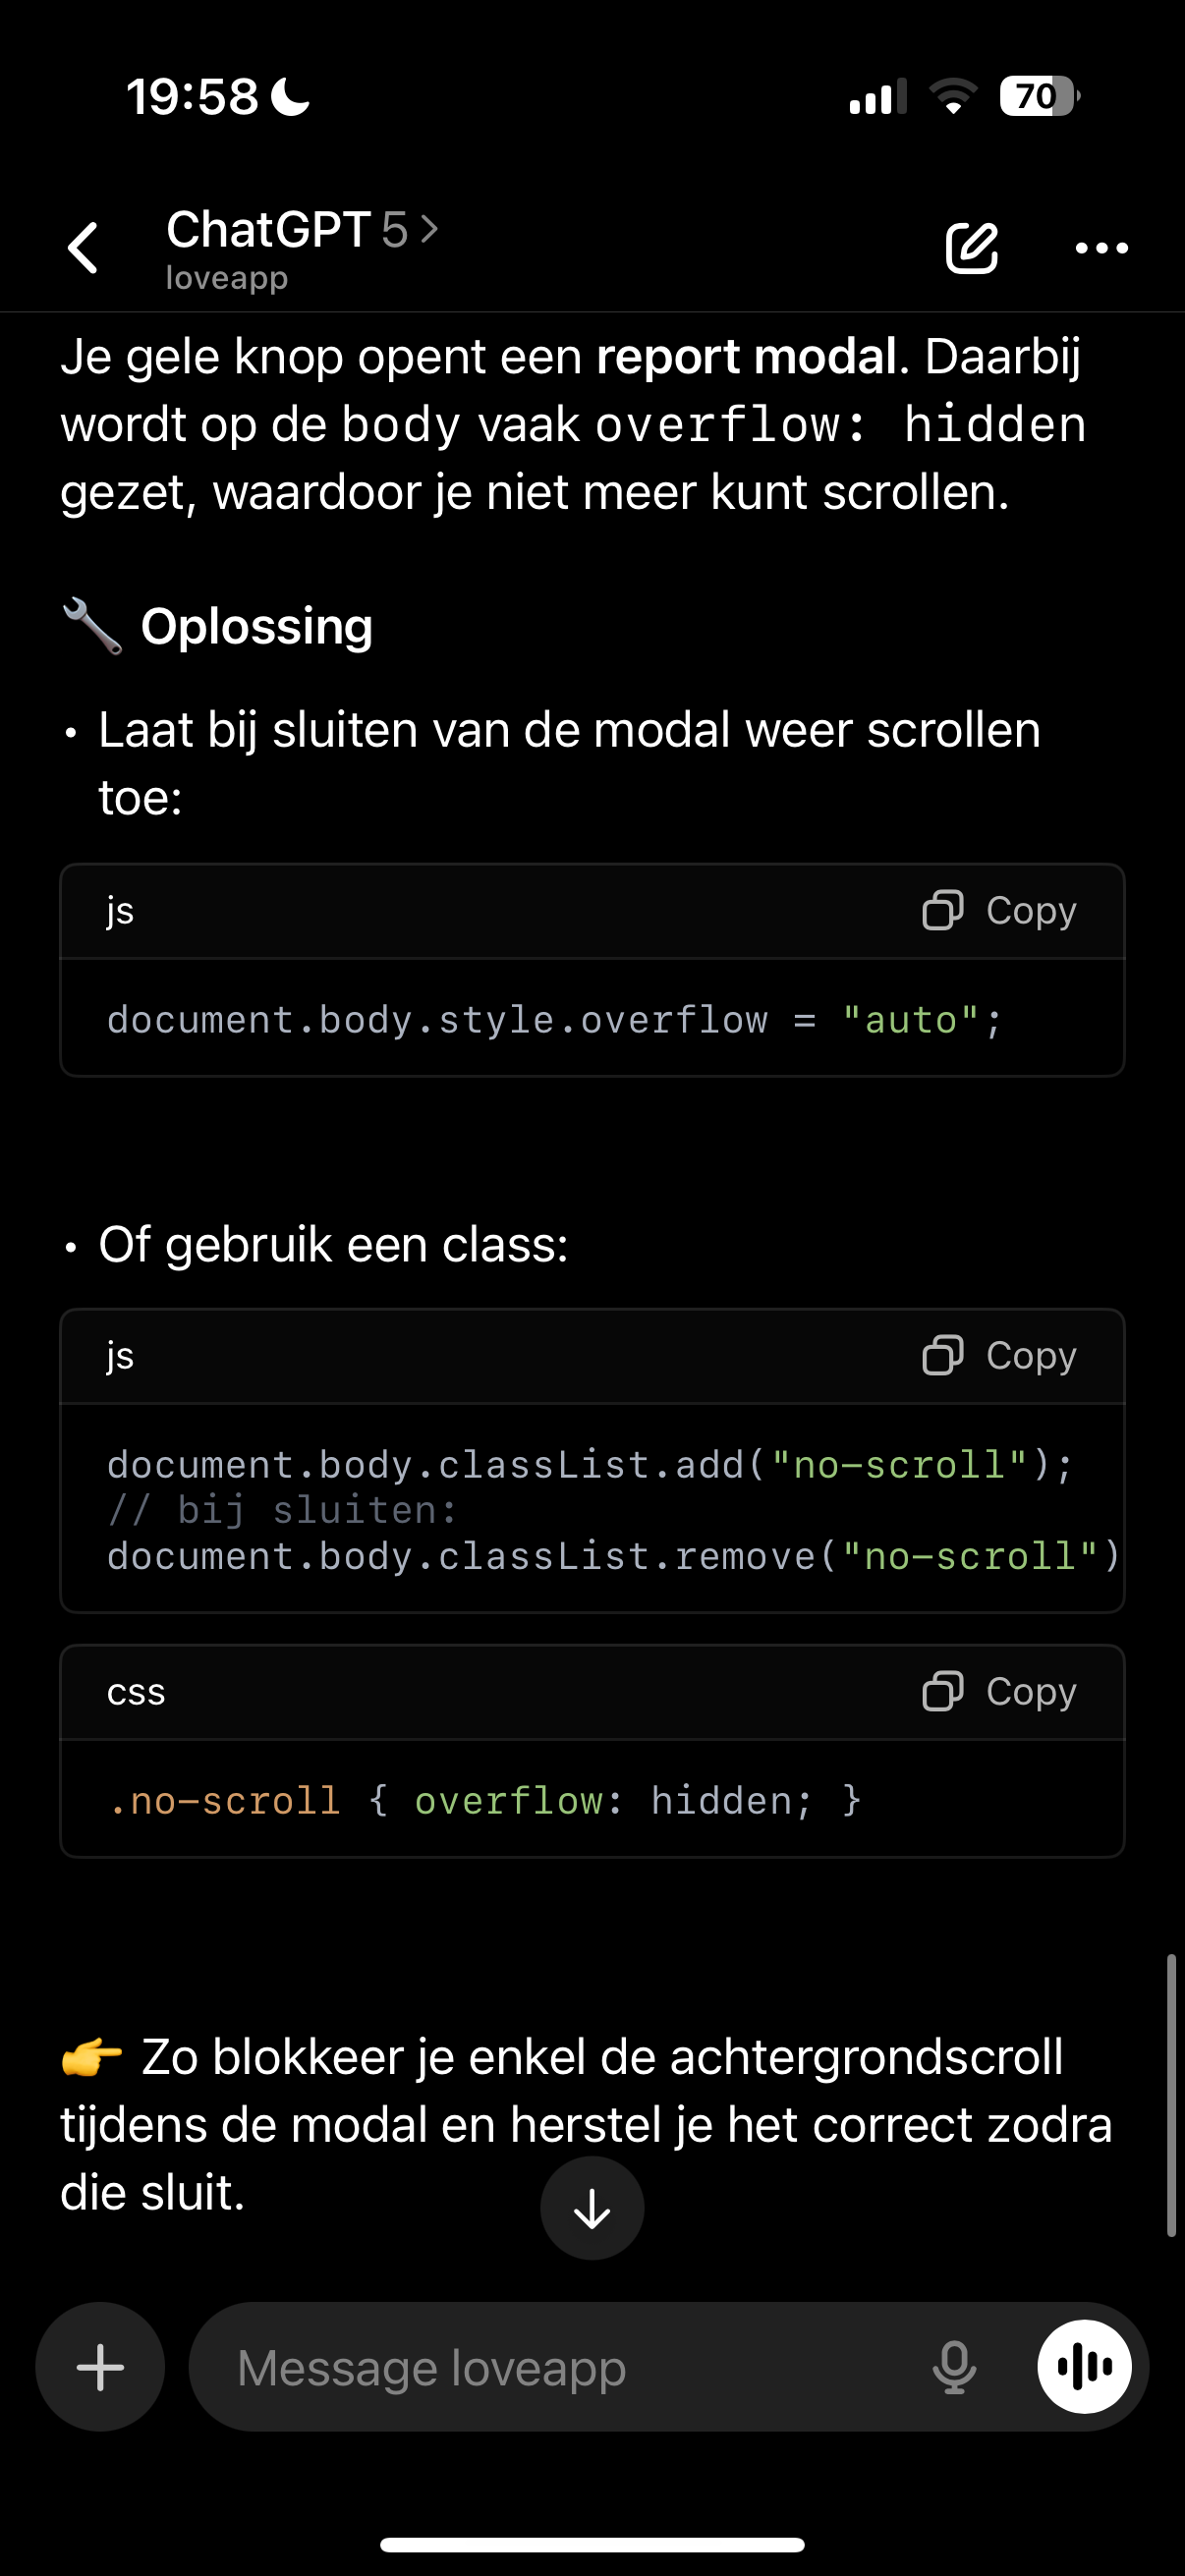 19:58
70
ChatGPT 5 >
loveapp
Je gele knop opent een report modal. Daarbij
wordt op de body vaak overflow: hidden
gezet, waardoor je niet meer kunt scrollen.
🔧 Oplossing
• Laat bij sluiten van de modal weer scrollen
toe:
js
Copy
document.body.style.overflow = "auto";
• Of gebruik een class:
js
Copy
document.body.classList.add("no-scroll");
// bij sluiten:
document.body.classList.remove("no-scroll")
css
Copy
.no-scroll { overflow: hidden; }
👉 Zo blokkeer je enkel de achtergrondscroll
tijdens de modal en herstel je het correct zodra
die sluit.
Message loveapp